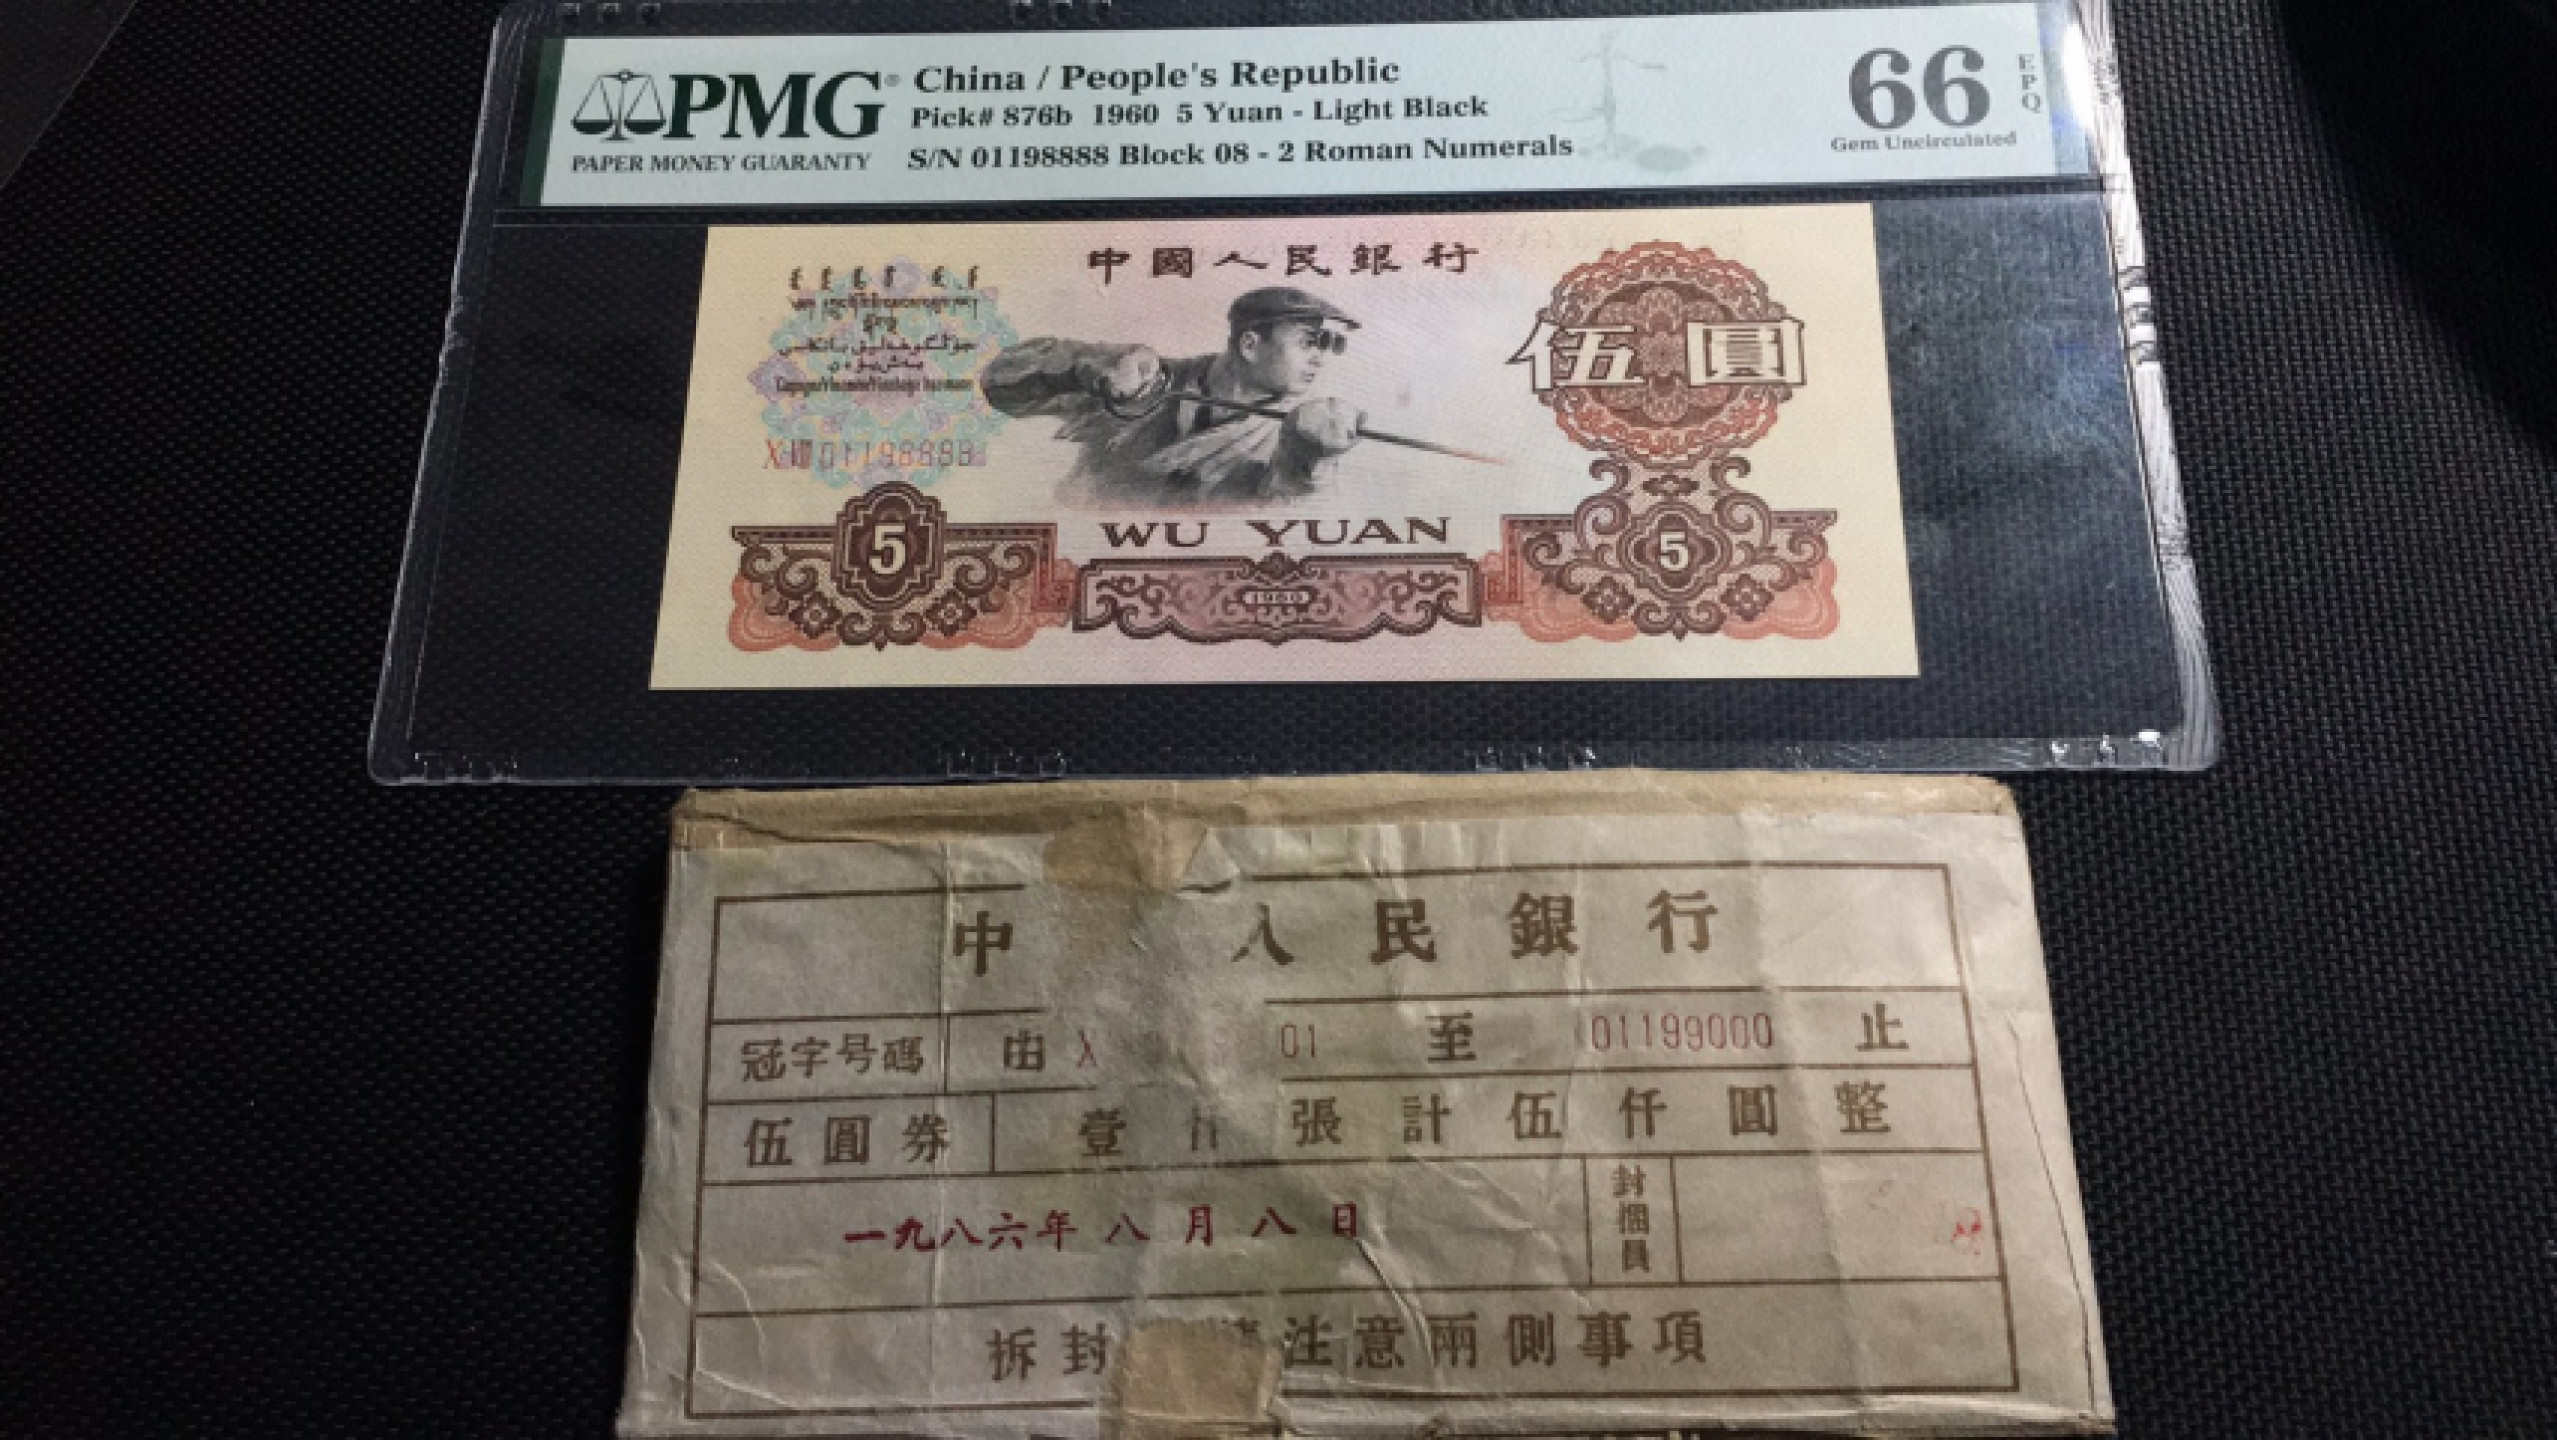 PMG
PAPER MONEY GUARANTY
China / People's Republic
Pick# 876b 1960 5 Yuan - Light Black
S/N 01198888 Block 08 - 2 Roman Numerals
66
EPQ
Gem Uncirculated
中國人民銀行
伍圓
01198888
5
WU YUAN
5
1960
中 人民銀行
冠字号碼 由 X 01 至 01199000 止
伍圓券 壹仟張計伍仟圓整
一九八六年八月八日 封捆員
拆封 注意兩側事項